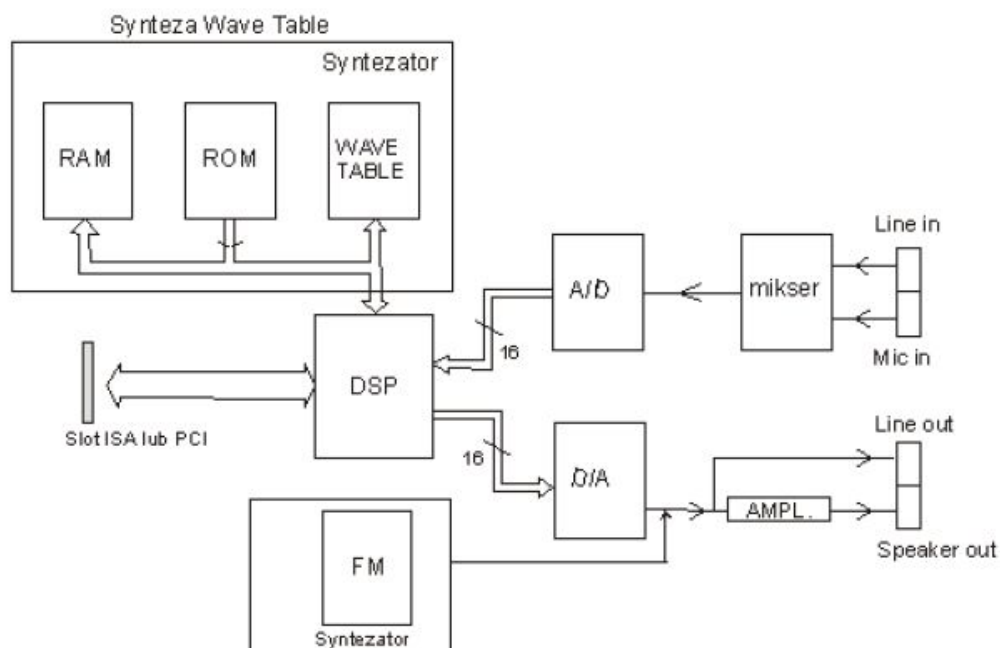 Synteza Wave Table
Syntezator
RAM
ROM
WAVE
TABLE
Line in
A/D
mikser
16
Mic in
DSP
Slot ISA lub PCI
Line out
16
D/A
AMPL.
Speaker out
FM
Syntezator